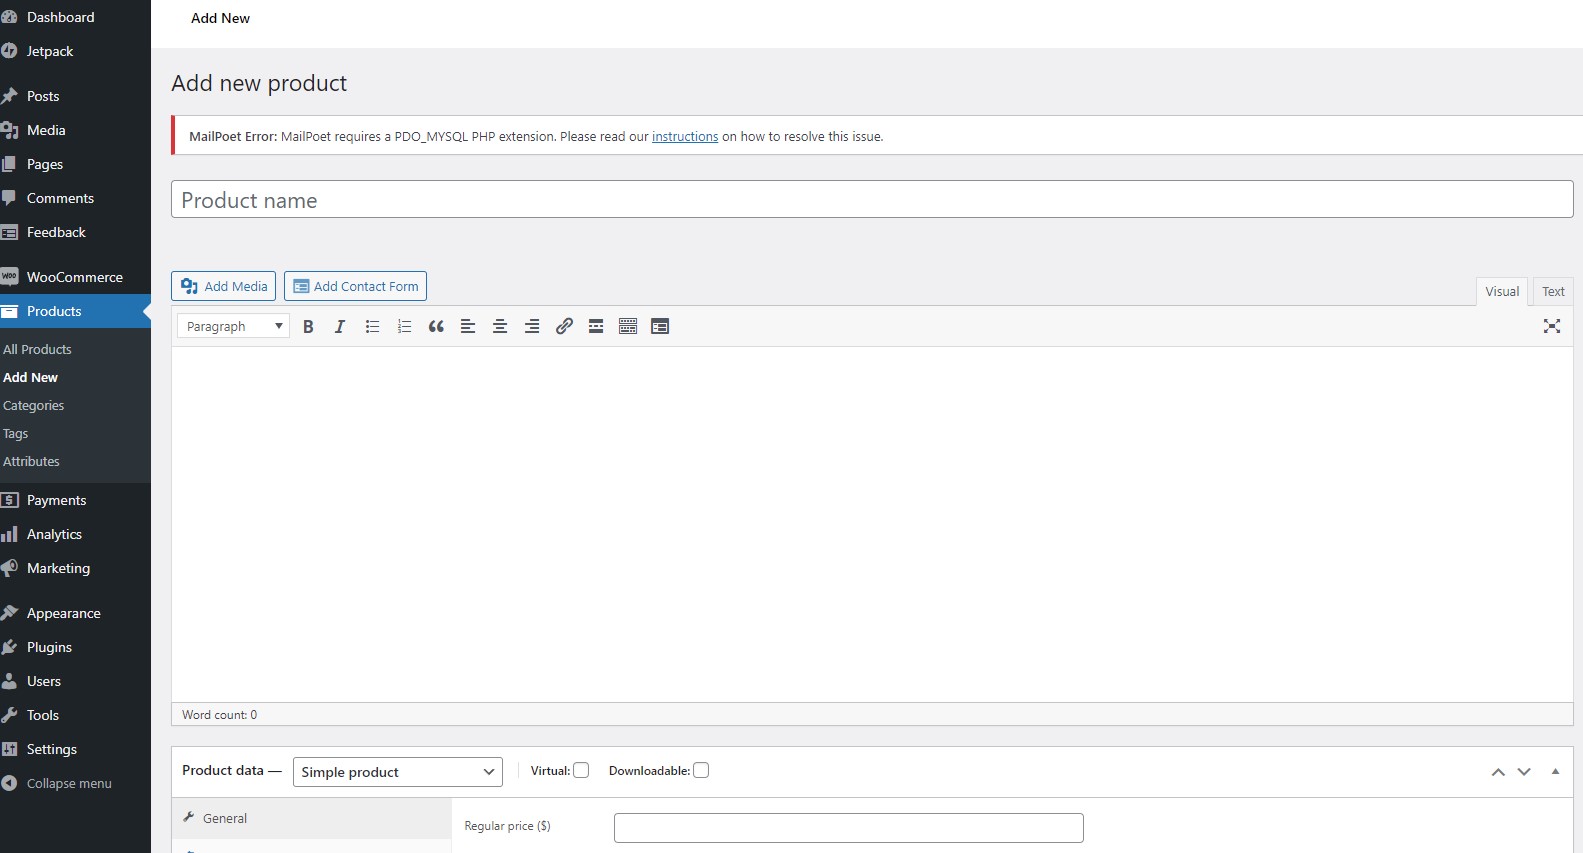 Dashboard
Jetpack
Posts
Media
Pages
Comments
Feedback
WOO WooCommerce
Products
All Products
Add New
Categories
Tags
Attributes
Payments
Analytics
Marketing
Appearance
Plugins
Users
Tools
Settings
Collapse menu
Add New
Add new product
MailPoet Error: MailPoet requires a PDO_MYSQL PHP extension. Please read our instructions on how to resolve this issue.
Product name
Add Media Add Contact Form
Visual Text
Paragraph B I
Word count: 0
Product data — Simple product Virtual: Downloadable:
General
Regular price ($)